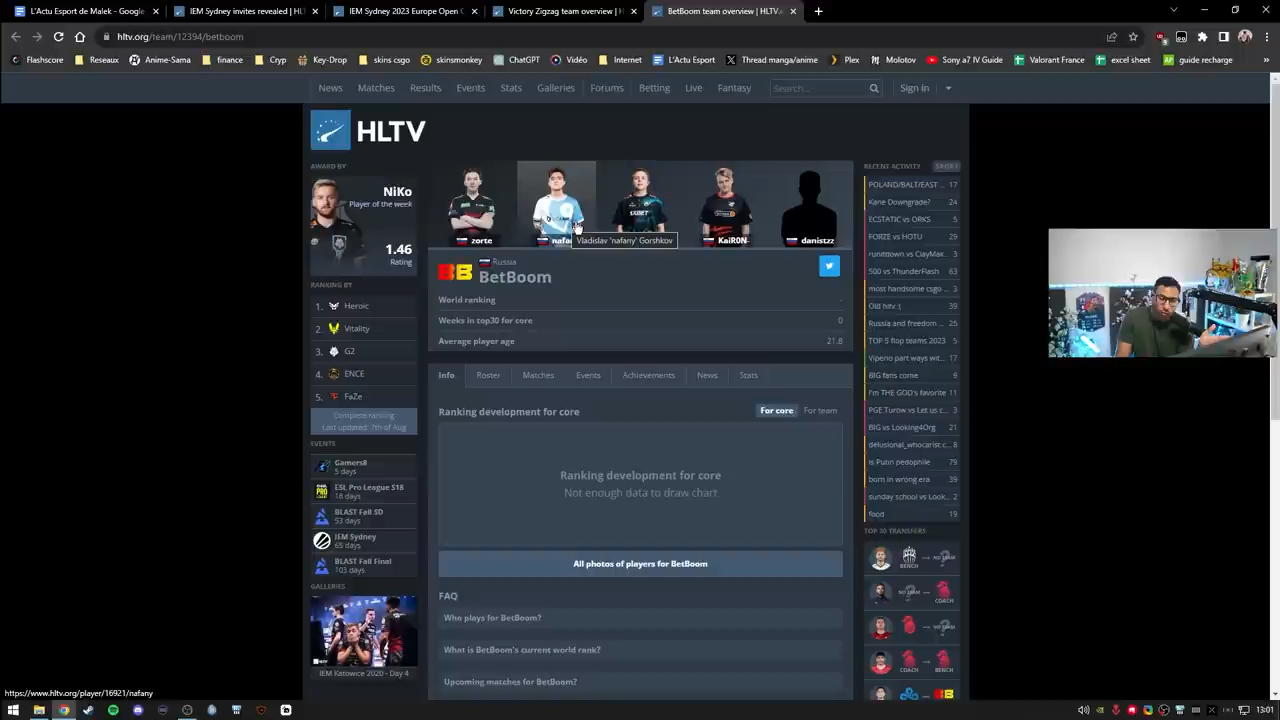 L'Actu Esport de Malek - Google
IEM Sydney invites revealed | H
IEM Sydney 2023 Europe Open
Victory Zigzag team overview | H
BetBoom team overview | HLTV.
hltv.org/team/12394/betboom
Flashscore
Reseaux
Anime-Sama
finance
Cryp
Key-Drop
skins csgo
skinsmonkey
ChatGPT
Vidéo
Internet
L'Actu Esport
Thread manga/anime
Plex
Molotov
Sony a7 IV Guide
Valorant France
excel sheet
guide recharge
News
Matches
Results
Events
Stats
Galleries
Forums
Betting
Live
Fantasy
Search...
Sign in
HLTV
AWARD BY
NiKo
Player of the week
1.46
Rating
RANKING BY
1. Heroic
2. Vitality
3. G2
4. ENCE
5. FaZe
Complete ranking
Last updated: 7th of Aug
EVENTS
Gamers8
5 days
ESL Pro League S18
18 days
BLAST Fall SD
53 days
IEM Sydney
65 days
BLAST Fall Final
103 days
GALLERIES
IEM Katowice 2020 - Day 4
zorte
nafan
Vladislav 'nafany' Gorshkov
KaiR0N-
danistzz
BB
Russia
BetBoom
World ranking -
Weeks in top30 for core 0
Average player age 21.8
Info
Roster
Matches
Events
Achievements
News
Stats
Ranking development for core
For core
For team
Ranking development for core
Not enough data to draw chart
All photos of players for BetBoom
FAQ
Who plays for BetBoom?
What is BetBoom's current world rank?
Upcoming matches for BetBoom?
RECENT ACTIVITY
POLAND/BALT/EAST ... 17
Kane Downgrade? 24
ECSTATIC vs ORKS 5
FORZE vs HOTU 29
runitdown vs ClayMax... 3
500 vs ThunderFlash 63
most handsome csgo ... 3
Old hltv :( 39
Russia and freedom ... 25
TOP 5 flop teams 2023 5
Vipeno part ways wit... 17
BIG fans come 6
I'm THE GOD's favorite 11
PGE Turow vs Let us c... 3
BIG vs Looking4Org 21
delusional_whocarist c... 8
is Putin pedophile 79
born in wrong era 39
sunday school vs Look... 2
food 19
TOP 30 TRANSFERS
BENCH
NO TEAM
NO TEAM
COACH
NO TEAM
COACH
BENCH
https://www.hltv.org/player/16921/nafany
13:01